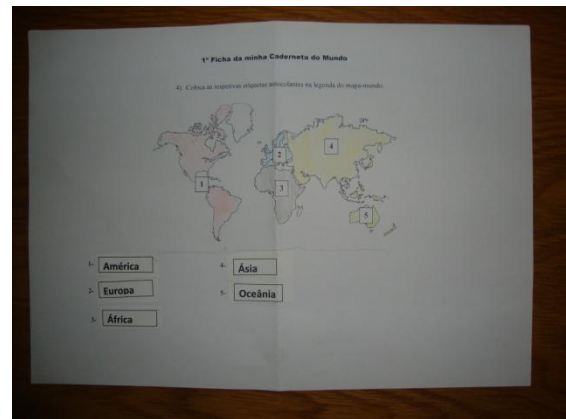 1ª Ficha da minha Caderneta do Mundo
4) Coloca as respetivas etiquetas autocolantes na legenda do mapa-mundo.
4
2
1
3
5
1- América
4- Ásia
2- Europa
5- Oceânia
3- África